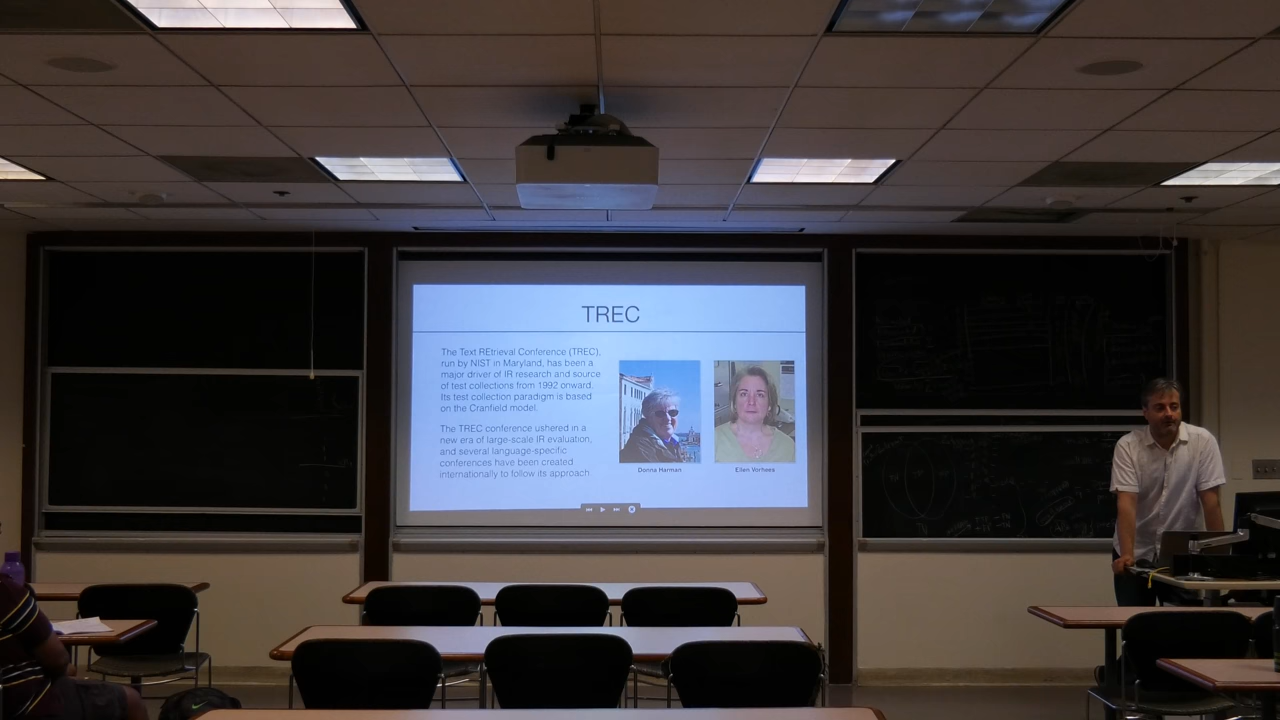 TREC
The Text REtrieval Conference (TREC),
run by NIST in Maryland, has been a
major driver of IR research and source
of test collections from 1992 onward.
Its test collection paradigm is based
on the Cranfield model.
The TREC conference ushered in a
new era of large-scale IR evaluation,
and several language-specific
conferences have been created
internationally to follow its approach
Donna Harman
Ellen Vorhees